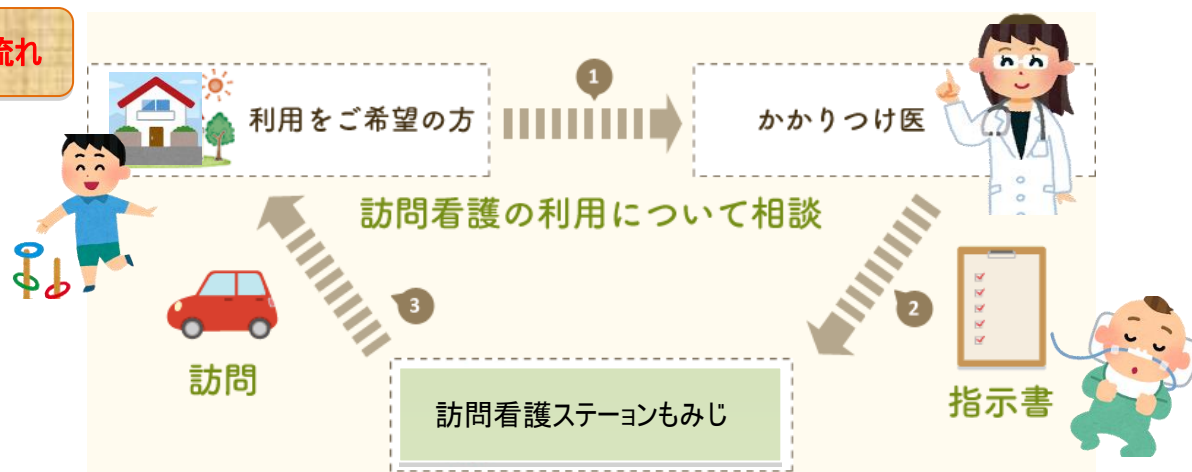 流れ
1
利用をご希望の方
かかりつけ医
訪問看護の利用について相談
3
2
訪問
指示書
訪問看護ステーョンもみじ